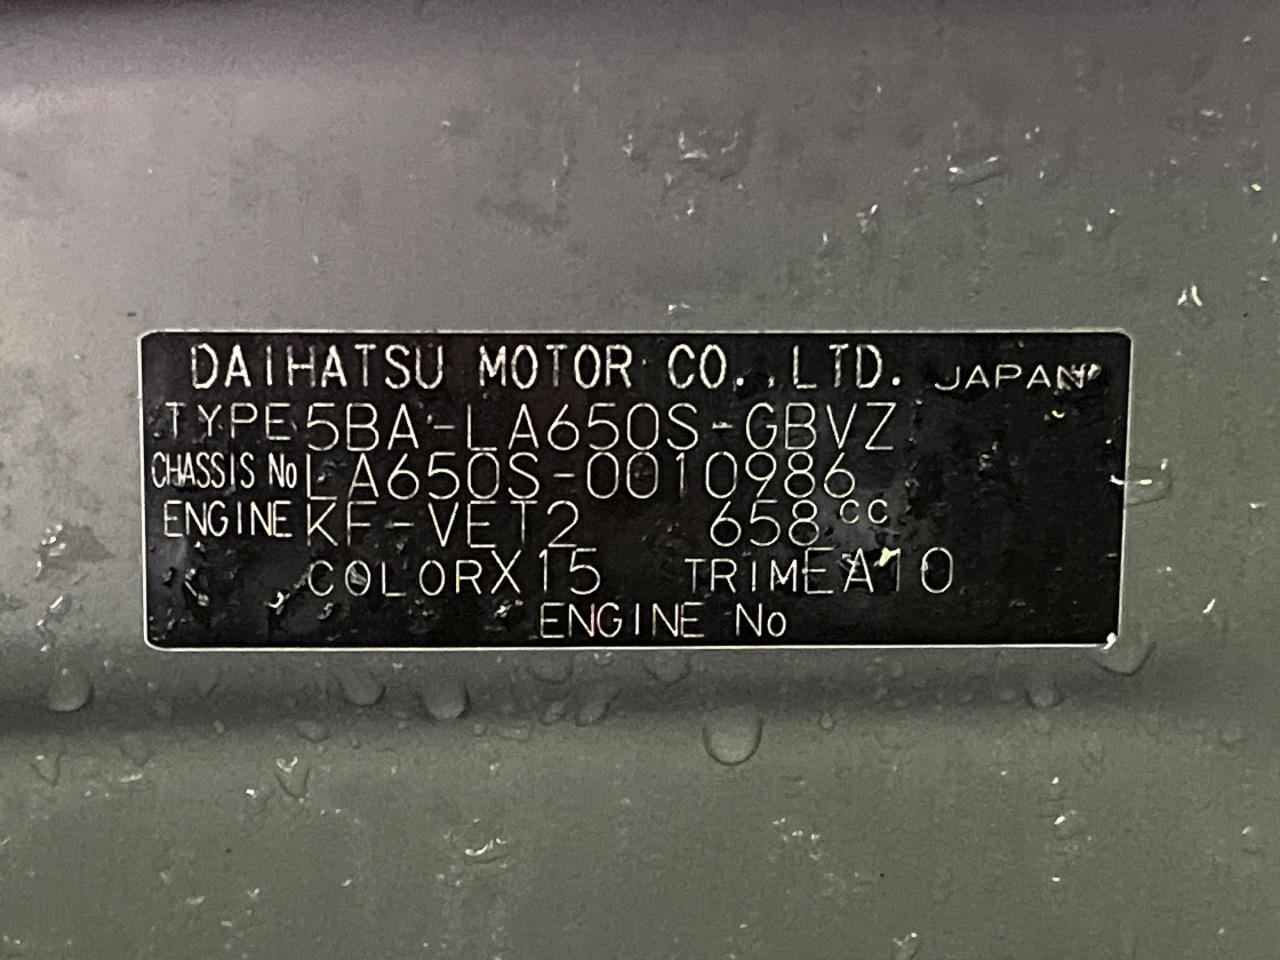 DAIHATSU MOTOR CO., LTD. JAPAN
TYPE 5BA-LA650S-GBVZ
CHASSIS No LA650S-0010986
ENGINE KF-VET2 658cc
COLOR X15 TRIM EA10
ENGINE No